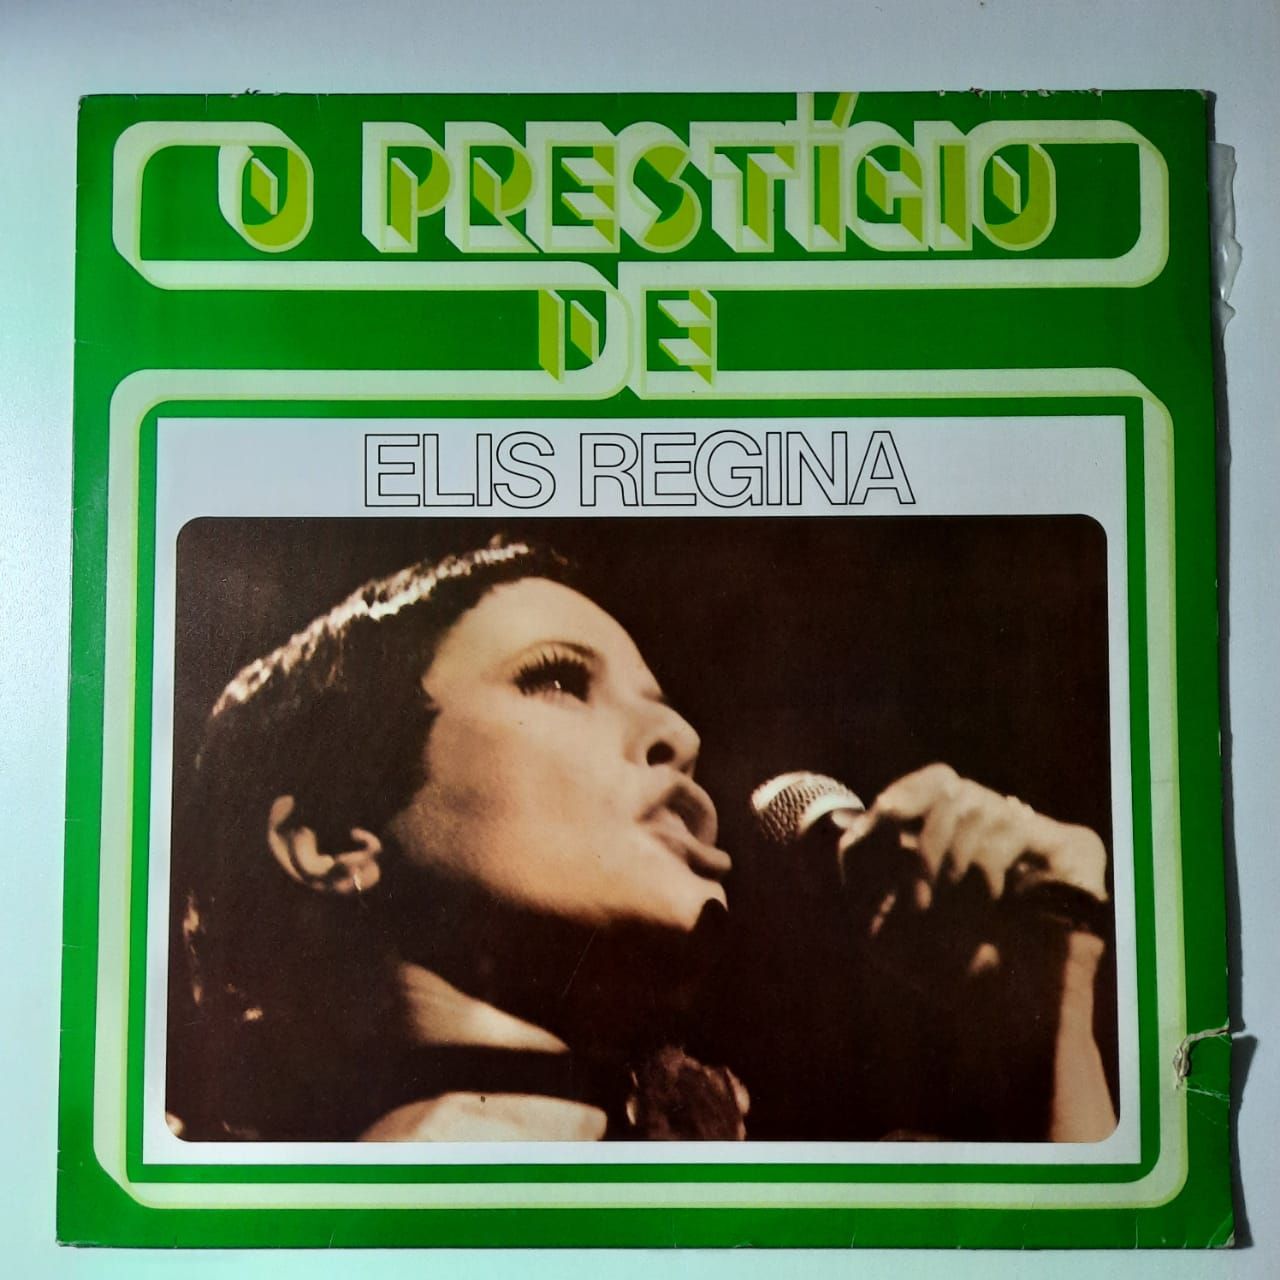 O PRESTÍGIO
DE
ELIS REGINA